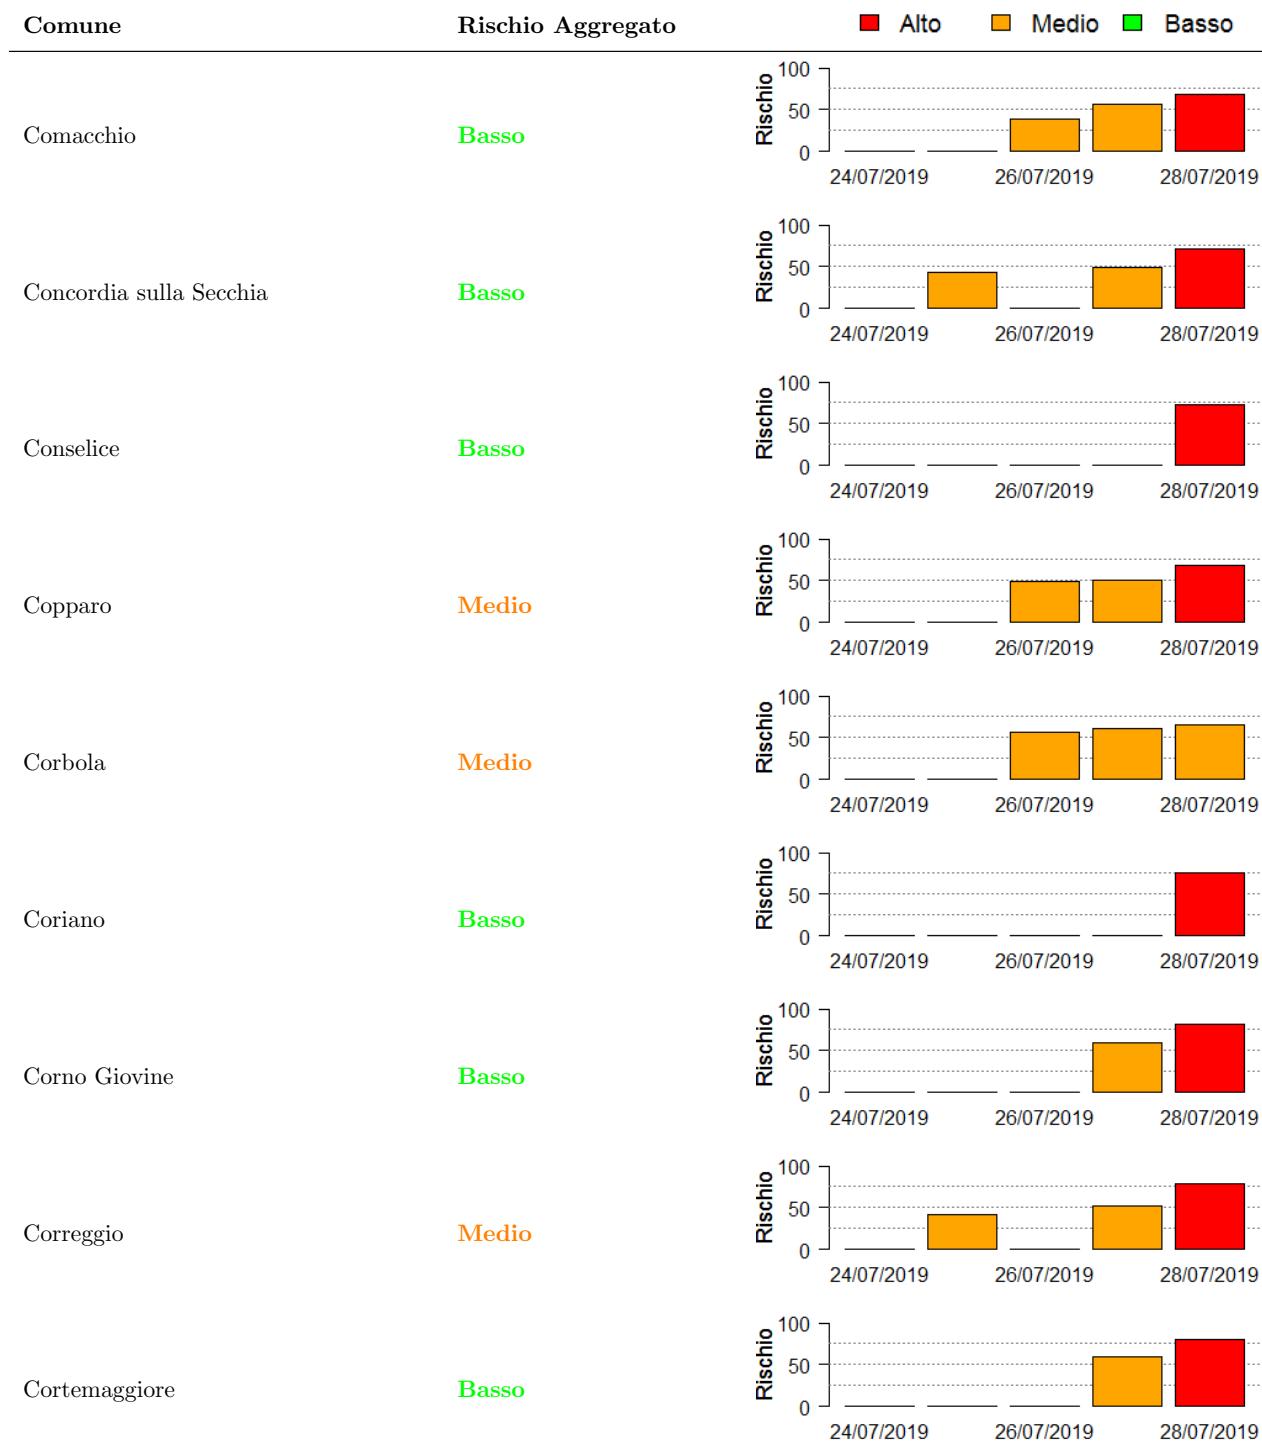 Comune Rischio Aggregato Alto Medio Basso
Comacchio Basso
Rischio
100
50
0
24/07/2019 26/07/2019 28/07/2019
Concordia sulla Secchia Basso
Rischio
100
50
0
24/07/2019 26/07/2019 28/07/2019
Conselice Basso
Rischio
100
50
0
24/07/2019 26/07/2019 28/07/2019
Copparo Medio
Rischio
100
50
0
24/07/2019 26/07/2019 28/07/2019
Corbola Medio
Rischio
100
50
0
24/07/2019 26/07/2019 28/07/2019
Coriano Basso
Rischio
100
50
0
24/07/2019 26/07/2019 28/07/2019
Corno Giovine Basso
Rischio
100
50
0
24/07/2019 26/07/2019 28/07/2019
Correggio Medio
Rischio
100
50
0
24/07/2019 26/07/2019 28/07/2019
Cortemaggiore Basso
Rischio
100
50
0
24/07/2019 26/07/2019 28/07/2019